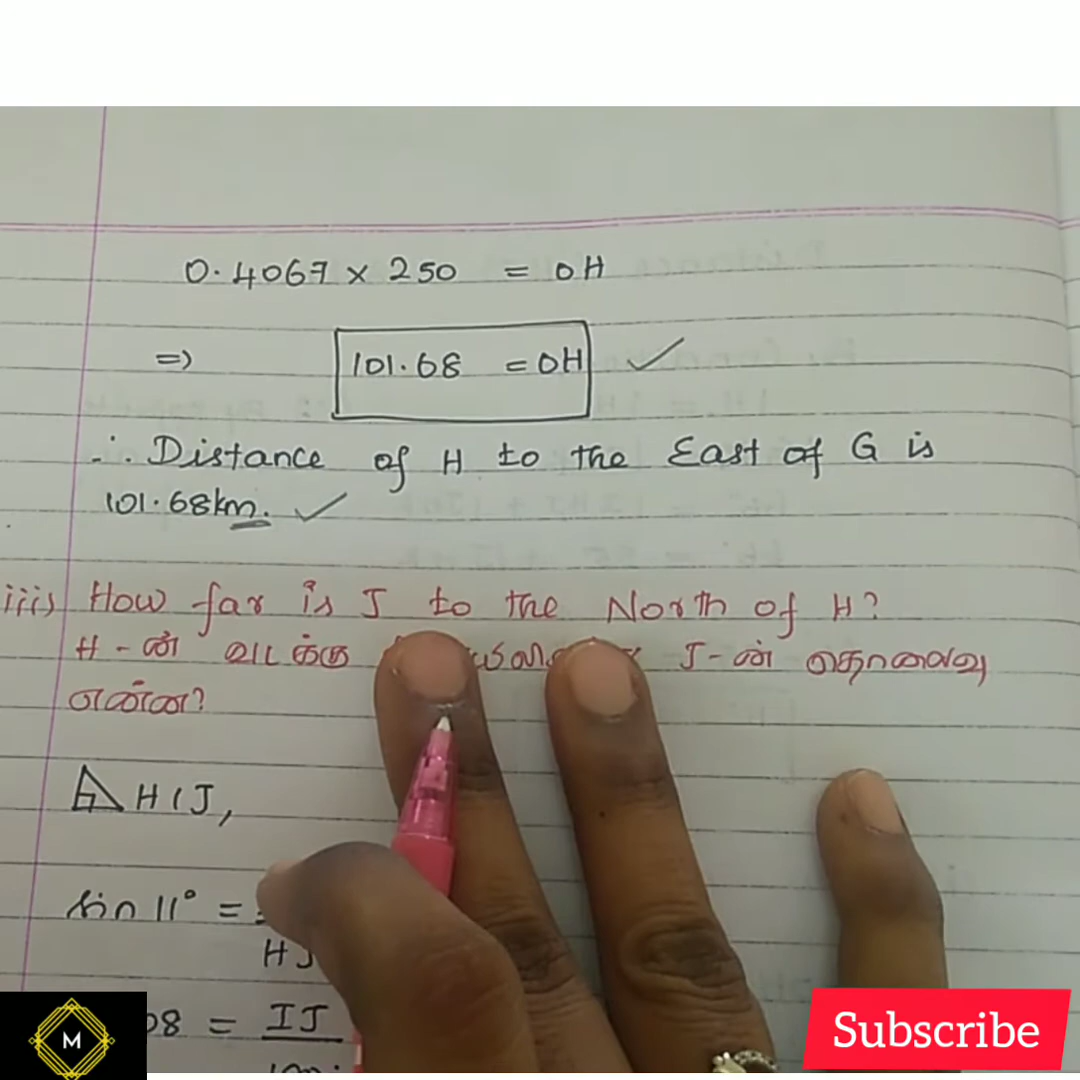 0.4067 x 250 = OH
=) 101.68 = OH ✓
∴ Distance of H to the East of G is
101.68km. ✓
iii) How far is J to the North of H?
H-ன் வடக்கு J-ன் தொலைவு
என்ன?
HIJ,
sin 11° =
HJ
08 = IJ
M
Subscribe